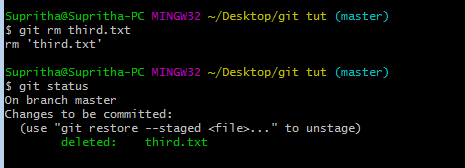 Supritha@Supritha-PC MINGW32 ~/Desktop/git tut (master)
$ git rm third.txt
rm 'third.txt'
Supritha@Supritha-PC MINGW32 ~/Desktop/git tut (master)
$ git status
On branch master
Changes to be committed:
  (use "git restore --staged <file>..." to unstage)
        deleted:    third.txt